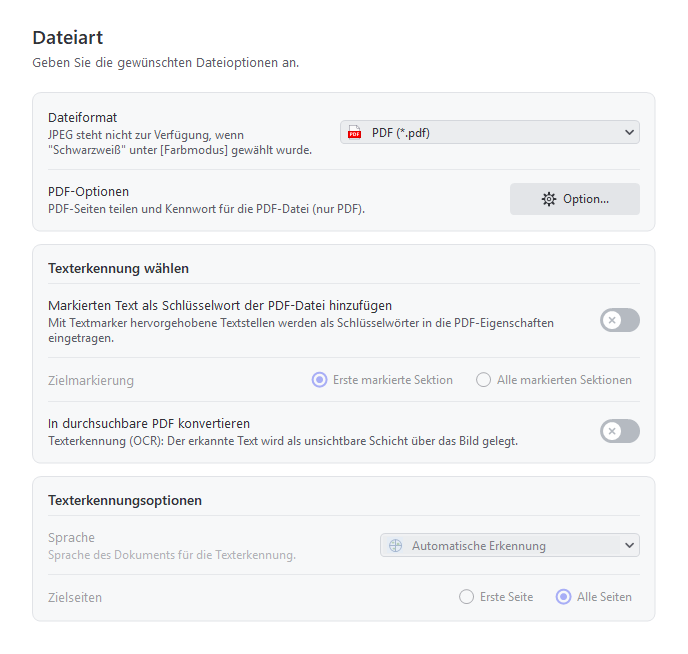 Dateiart
Geben Sie die gewünschten Dateioptionen an.
Dateiformat
JPEG steht nicht zur Verfügung, wenn
"Schwarzweiß" unter [Farbmodus] gewählt wurde.
PDF PDF (*.pdf)
PDF-Optionen
PDF-Seiten teilen und Kennwort für die PDF-Datei (nur PDF).
Option...
Texterkennung wählen
Markierten Text als Schlüsselwort der PDF-Datei hinzufügen
Mit Textmarker hervorgehobene Textstellen werden als Schlüsselwörter in die PDF-Eigenschaften
eingetragen.
Zielmarkierung Erste markierte Sektion Alle markierten Sektionen
In durchsuchbare PDF konvertieren
Texterkennung (OCR): Der erkannte Text wird als unsichtbare Schicht über das Bild gelegt.
Texterkennungsoptionen
Sprache
Sprache des Dokuments für die Texterkennung.
Automatische Erkennung
Zielseiten Erste Seite Alle Seiten